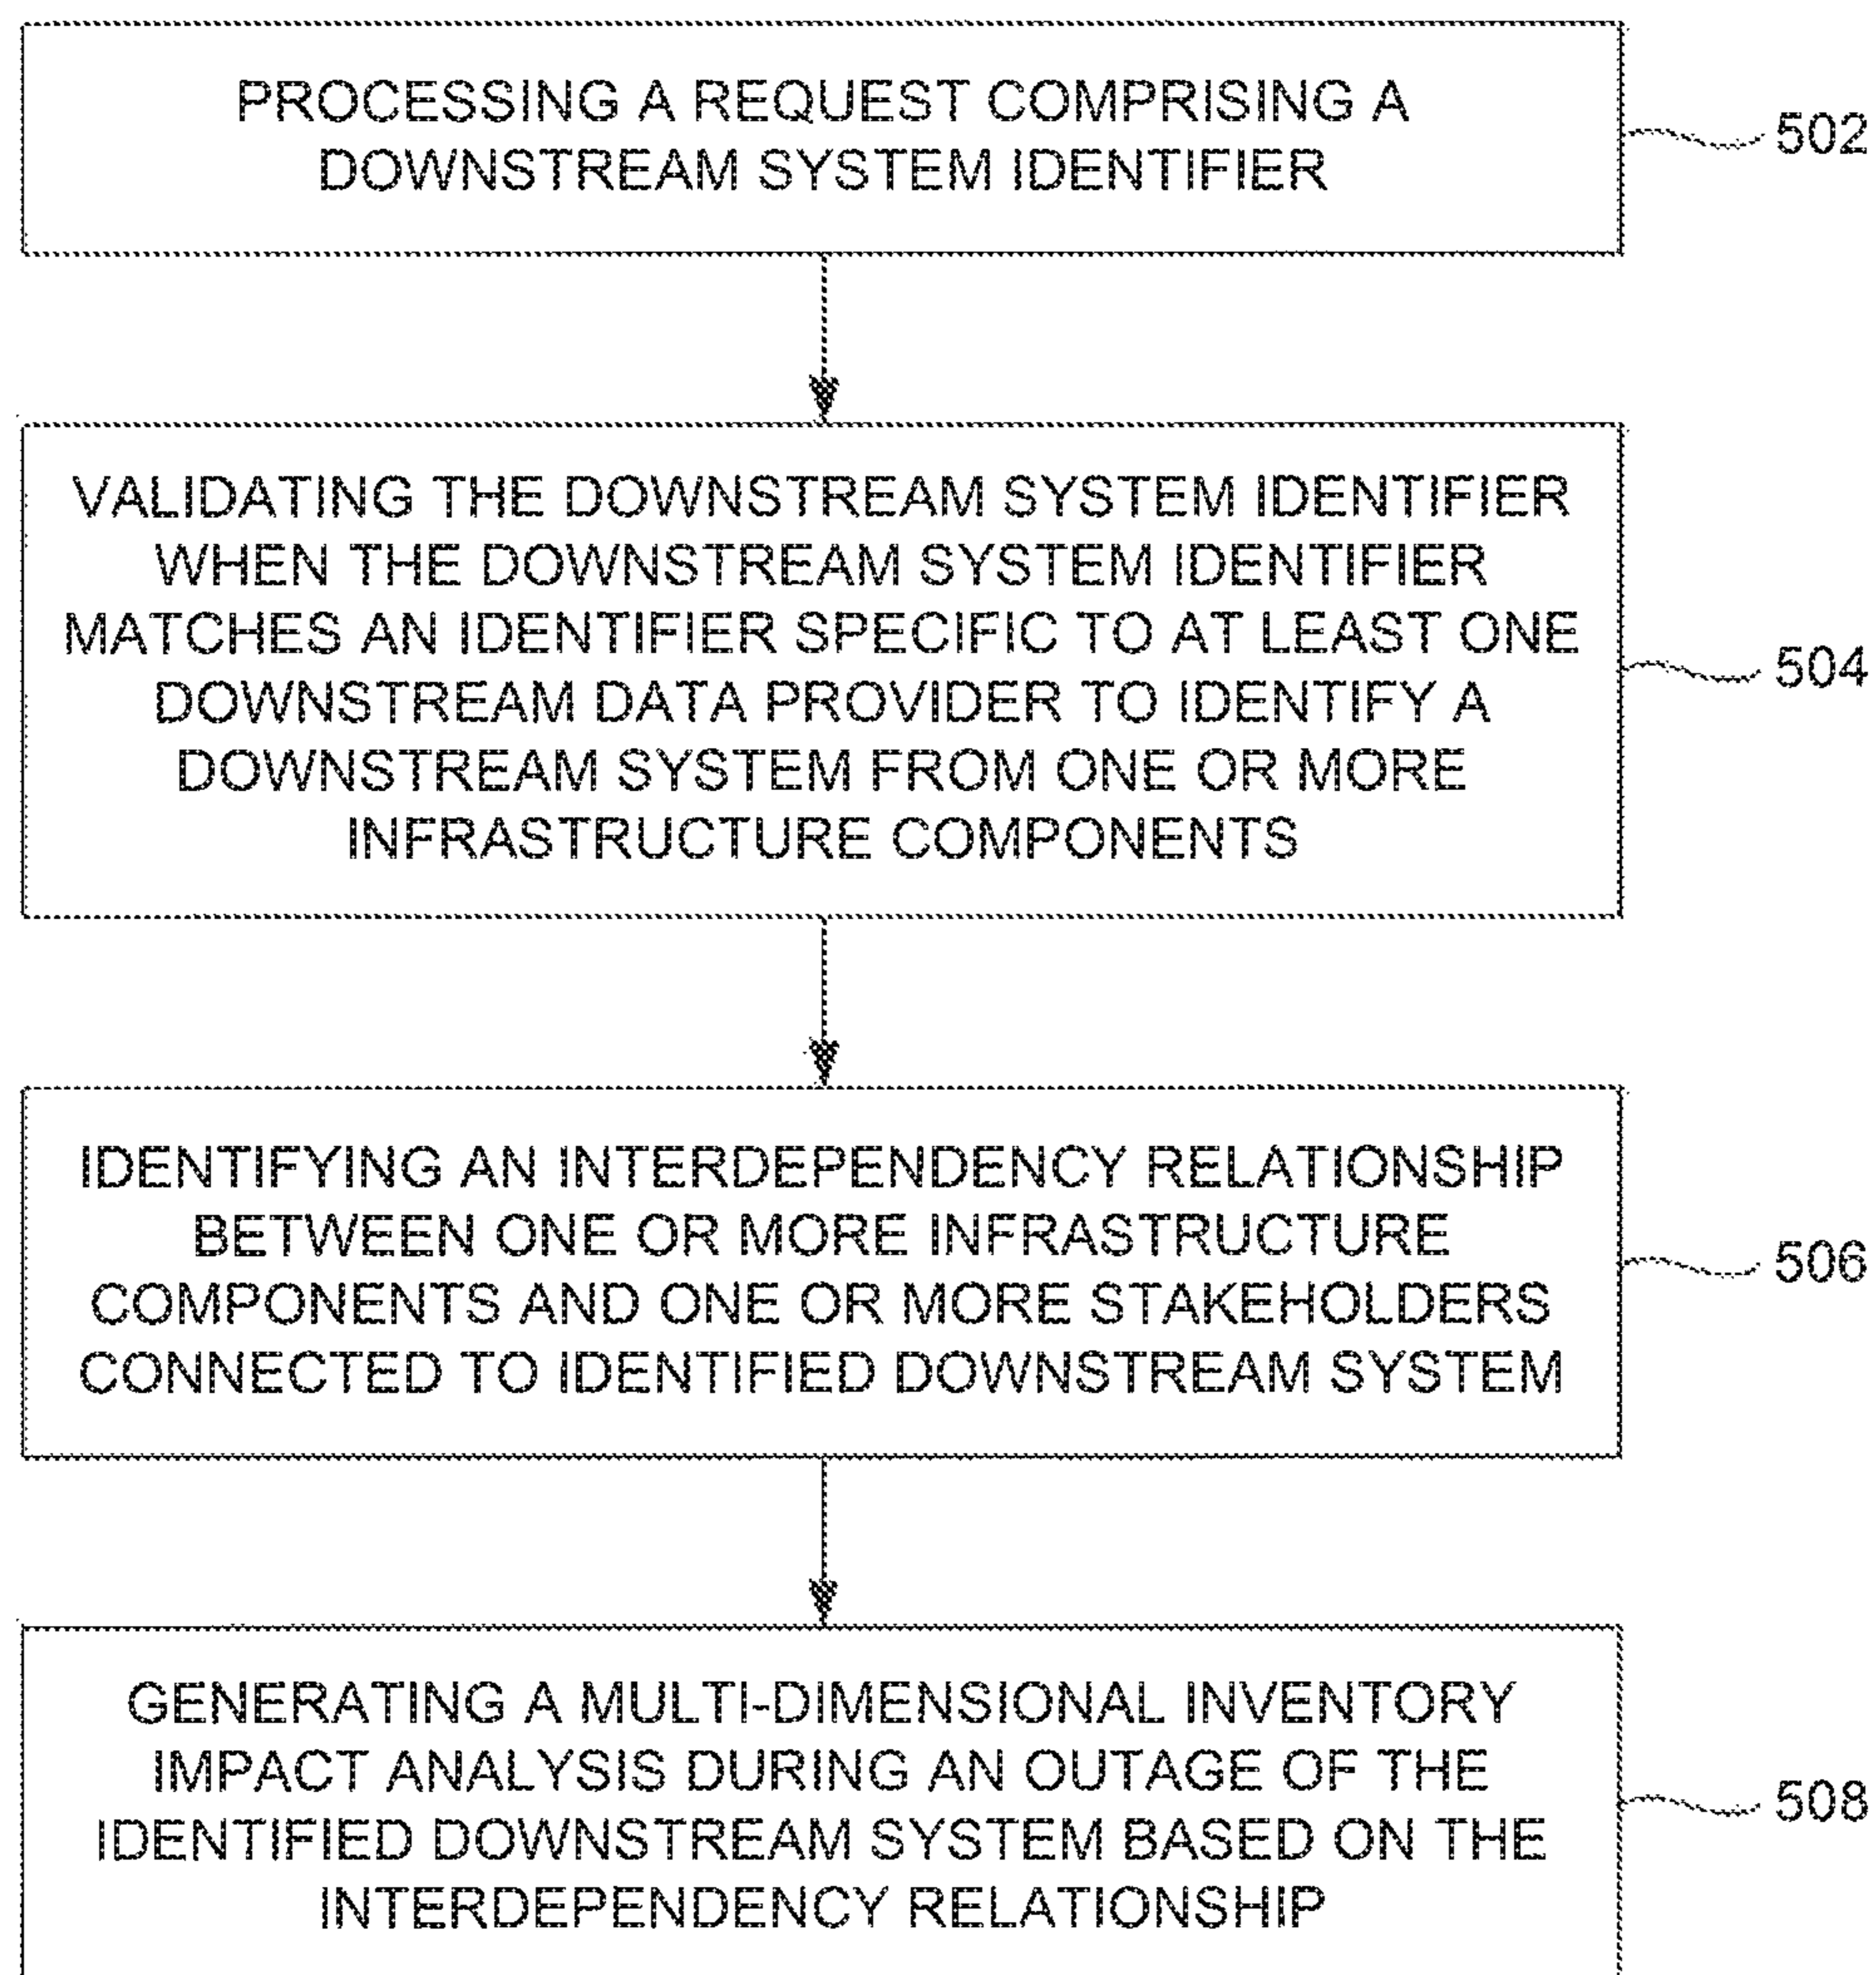 PROCESSING A REQUEST COMPRISING A
DOWNSTREAM SYSTEM IDENTIFIER
502
VALIDATING THE DOWNSTREAM SYSTEM IDENTIFIER
WHEN THE DOWNSTREAM SYSTEM IDENTIFIER
MATCHES AN IDENTIFIER SPECIFIC TO AT LEAST ONE
DOWNSTREAM DATA PROVIDER TO IDENTIFY A
DOWNSTREAM SYSTEM FROM ONE OR MORE
INFRASTRUCTURE COMPONENTS
504
IDENTIFYING AN INTERDEPENDENCY RELATIONSHIP
BETWEEN ONE OR MORE INFRASTRUCTURE
COMPONENTS AND ONE OR MORE STAKEHOLDERS
CONNECTED TO IDENTIFIED DOWNSTREAM SYSTEM
506
GENERATING A MULTI-DIMENSIONAL INVENTORY
IMPACT ANALYSIS DURING AN OUTAGE OF THE
IDENTIFIED DOWNSTREAM SYSTEM BASED ON THE
INTERDEPENDENCY RELATIONSHIP
508